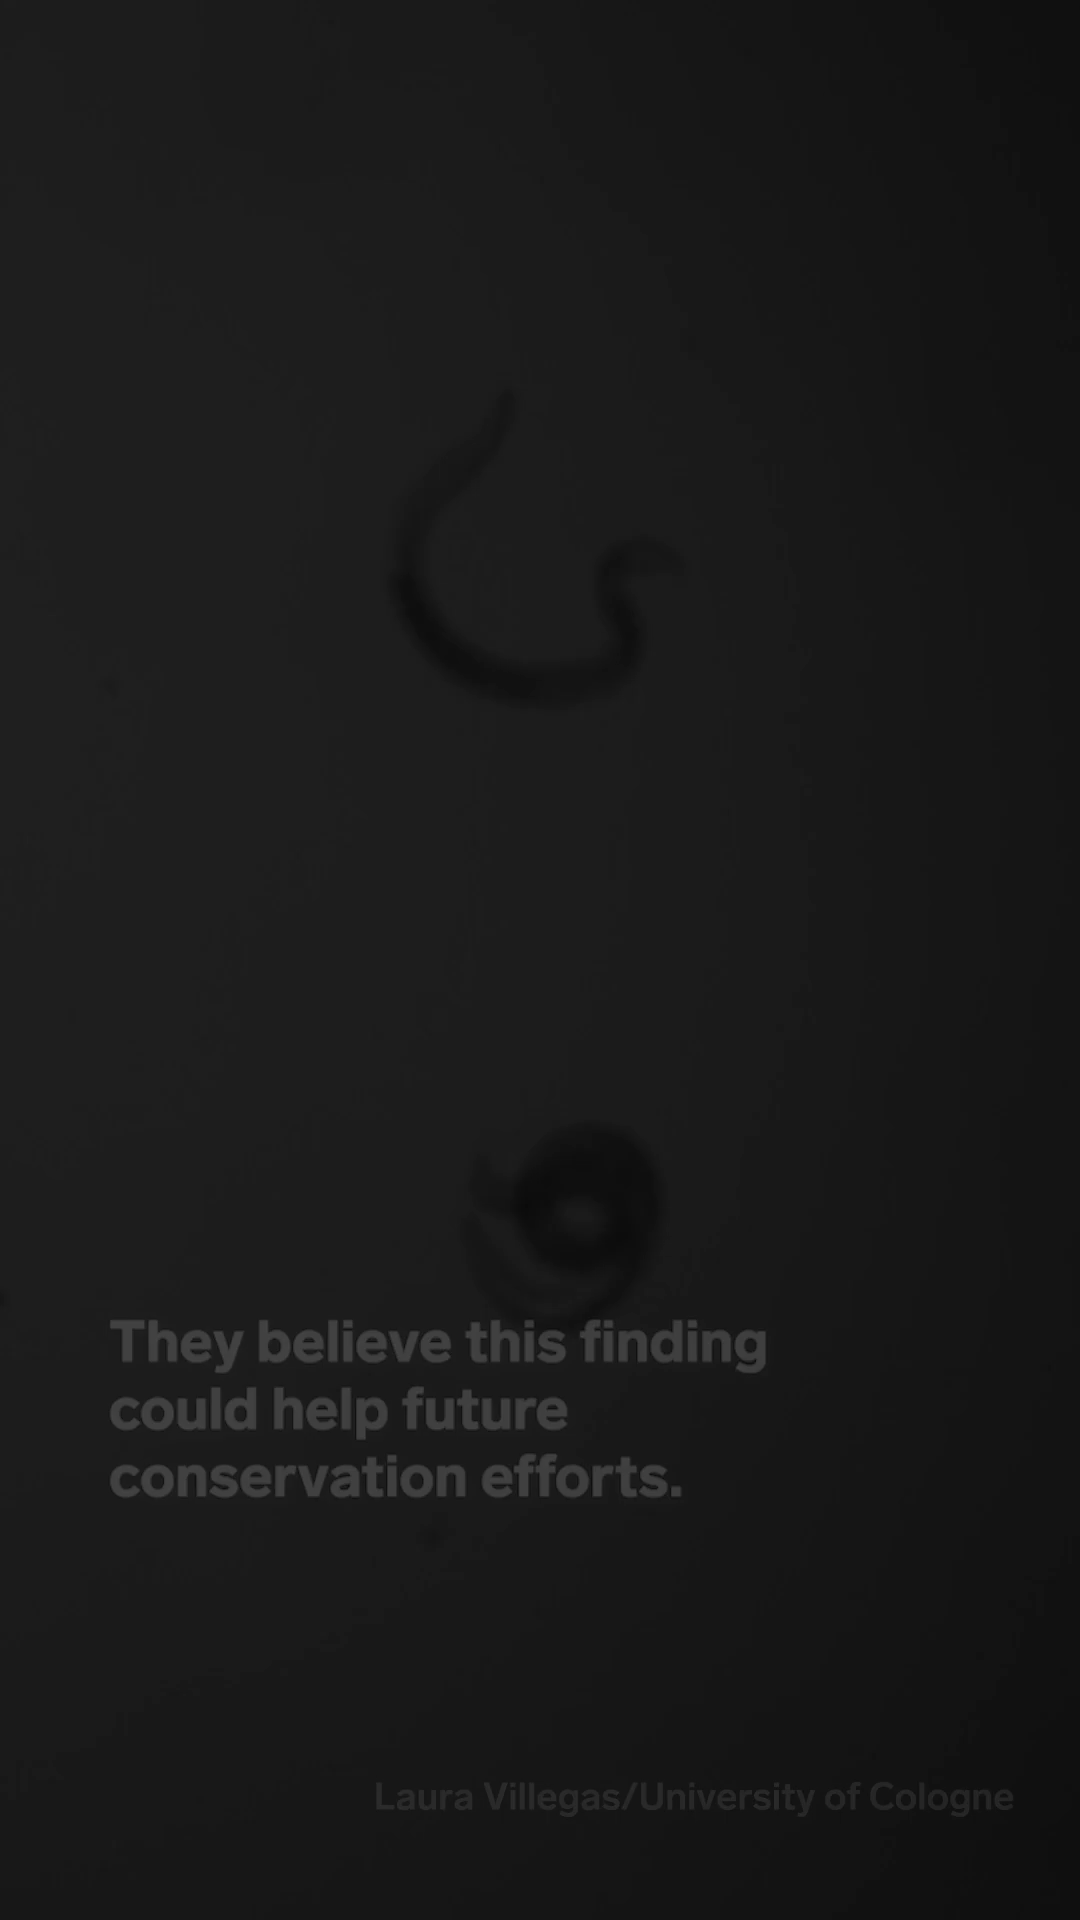 They believe this finding
could help future
conservation efforts.
Laura Villegas/University of Cologne